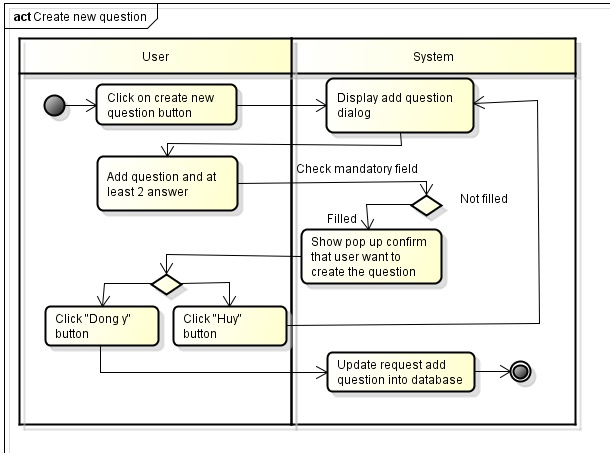 act Create new question
User
System
Click on create new
question button
Display add question
dialog
Add question and at
least 2 answer
Check mandatory field
Not filled
Filled
Show pop up confirm
that user want to
create the question
Click "Dong y"
button
Click "Huy"
button
Update request add
question into database